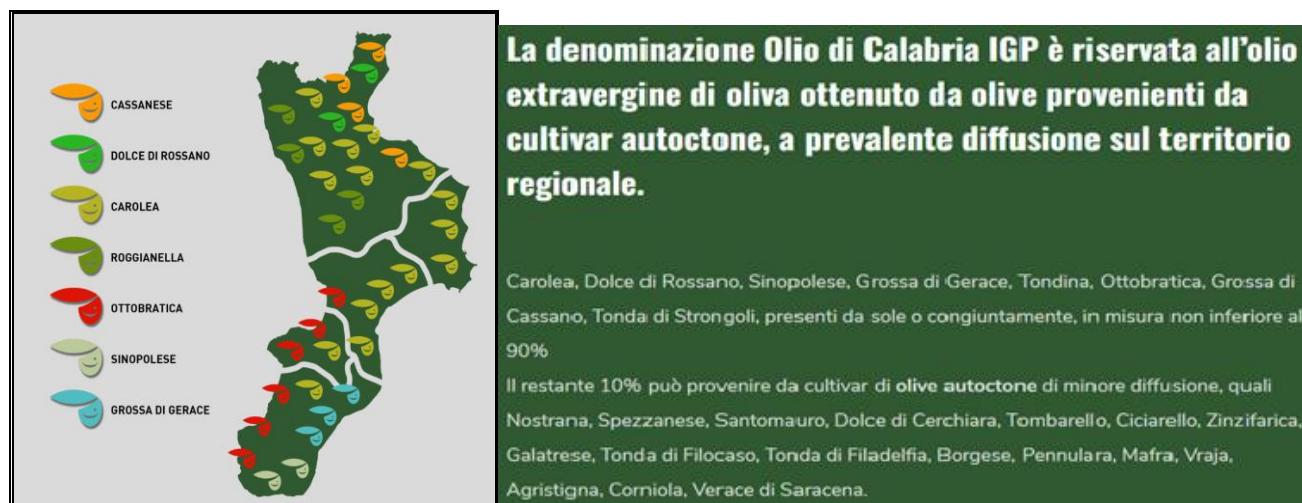 CASSANESE
DOLCE DI ROSSANO
CAROLEA
ROGGIANELLA
OTTOBRATICA
SINOPOLESE
GROSSA DI GERACE
La denominazione Olio di Calabria IGP è riservata all’olio
extravergine di oliva ottenuto da olive provenienti da
cultivar autoctone, a prevalente diffusione sul territorio
regionale.
Carolea, Dolce di Rossano, Sinopolese, Grossa di Gerace, Tondina, Ottobratica, Grossa di
Cassano, Tonda di Strongoli, presenti da sole o congiuntamente, in misura non inferiore al
90%
Il restante 10% può provenire da cultivar di olive autoctone di minore diffusione, quali
Nostrana, Spezzanese, Santomauro, Dolce di Cerchiara, Tombarello, Ciciarello, Zinzifarica,
Galatrese, Tonda di Filocaso, Tonda di Filadelfia, Borgese, Pennulara, Mafra, Vraja,
Agristigna, Corniola, Verace di Saracena.